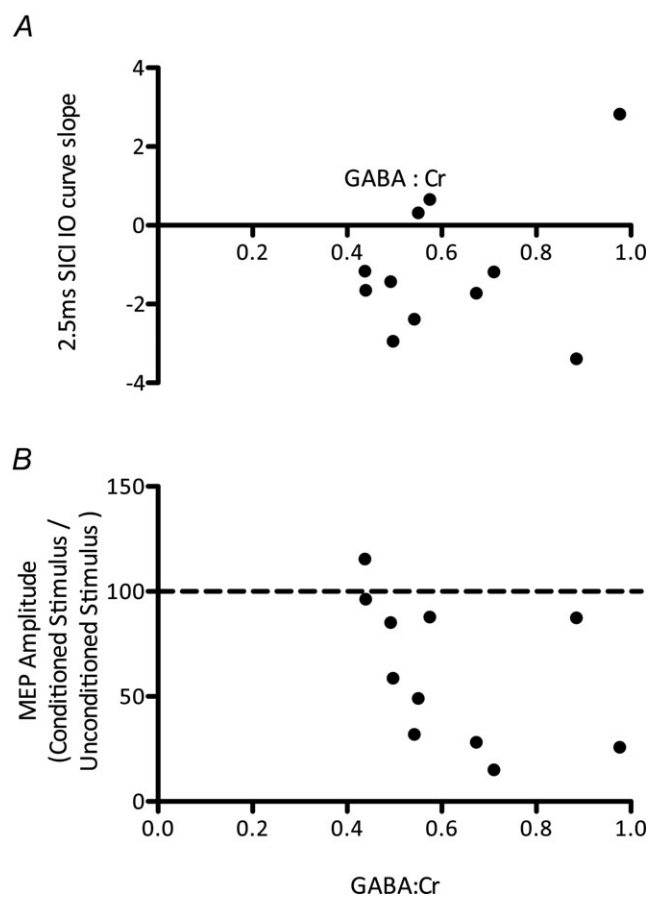 A
2.5ms SICI IO curve slope
4
2
0
-2
-4
GABA : Cr
0.2 0.4 0.6 0.8 1.0
B
MEP Amplitude
(Conditioned Stimulus /
Unconditioned Stimulus )
150
100
50
0
0.0 0.2 0.4 0.6 0.8 1.0
GABA:Cr